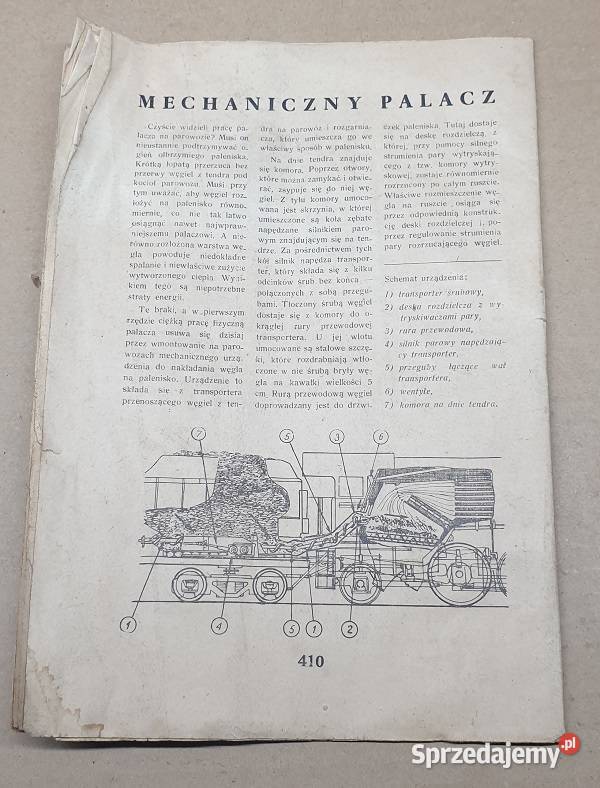 MECHANICZNY PALACZ
Czyście widzieli pracę pa-
lacza na parowozie? Musi on
nieustannie podtrzymywać o-
gień olbrzymiego paleniska.
Krótką łopatą przerzuca bez
przerwy węgiel z tendra pod
kocioł parowozu. Musi przy
tym uważać, aby węgiel roz-
łożyć na palenisko równo-
miernie, co nie tak łatwo
osiągnąć nawet najwpraw-
niejszemu palaczowi. A nie-
równo rozłożona warstwa wę-
gla powoduje niedokładne
spalanie i niewłaściwe zużycie
wytworzonego ciepła. Wyni-
kiem tego są niepotrzebne
straty energii.
Te braki, a w pierwszym
rzędzie ciężką pracę fizyczną
palacza usuwa się dzisiaj
przez wmontowanie na paro-
wozach mechanicznego urzą-
dzenia do nakładania węgla
na palenisko. Urządzenie to
składa się z transportera
przenoszącego węgiel z ten-
dra na parowóz i rozgarnia-
cza, który umieszcza go we
właściwy sposób w palenisku.
Na dnie tendra znajduje
się komora. Poprzez otwory,
które można zamykać i otwie-
rać, zsypuje się do niej wę-
giel. Z tyłu komory umoco-
wana jest skrzynia, w której
umieszczone są koła zębate
napędzane silnikiem paro-
wym znajdującym się na ten-
drze. Za pośrednictwem tych
kół silnik napędza transpor-
ter, który składa się z kilku
odcinków śrub bez końca —
połączonych z sobą przegu-
bami. Tłoczony śrubą węgiel
dostaje się z komory do o-
krągłej rury przewodowej
transportera. U jej wlotu
umocowane są stalowe szczę-
ki, które rozdrabniają wtło-
czone w nie śrubą bryły wę-
gla na kawałki wielkości 5
cm. Rurą przewodową węgiel
doprowadzany jest do drzwi-
czek paleniska. Tutaj dostaje
się na deskę rozdzielczą, z
której, przy pomocy silnego
strumienia pary wytryskają-
cego z tzw. komory wytry-
skowej, zostaje równomiernie
rozrzucony po całym ruszcie.
Właściwe rozmieszczenie wę-
gla na ruszcie osiąga się
przez odpowiednią konstruk-
cję deski rozdzielczej i po-
przez regulowanie strumienia
pary rozrzucającego węgiel.
Schemat urządzenia:
1) transporter śrubowy,
2) deska rozdzielcza z wy-
tryskiwaczami pary,
3) rura przewodowa,
4) silnik parowy napędzają-
cy transporter,
5) przeguby łączące wał
transportera,
6) wentyle,
7) komora na dnie tendra.
7 5 3 6
1 4 5 1 2
410
Sprzedajemy.pl